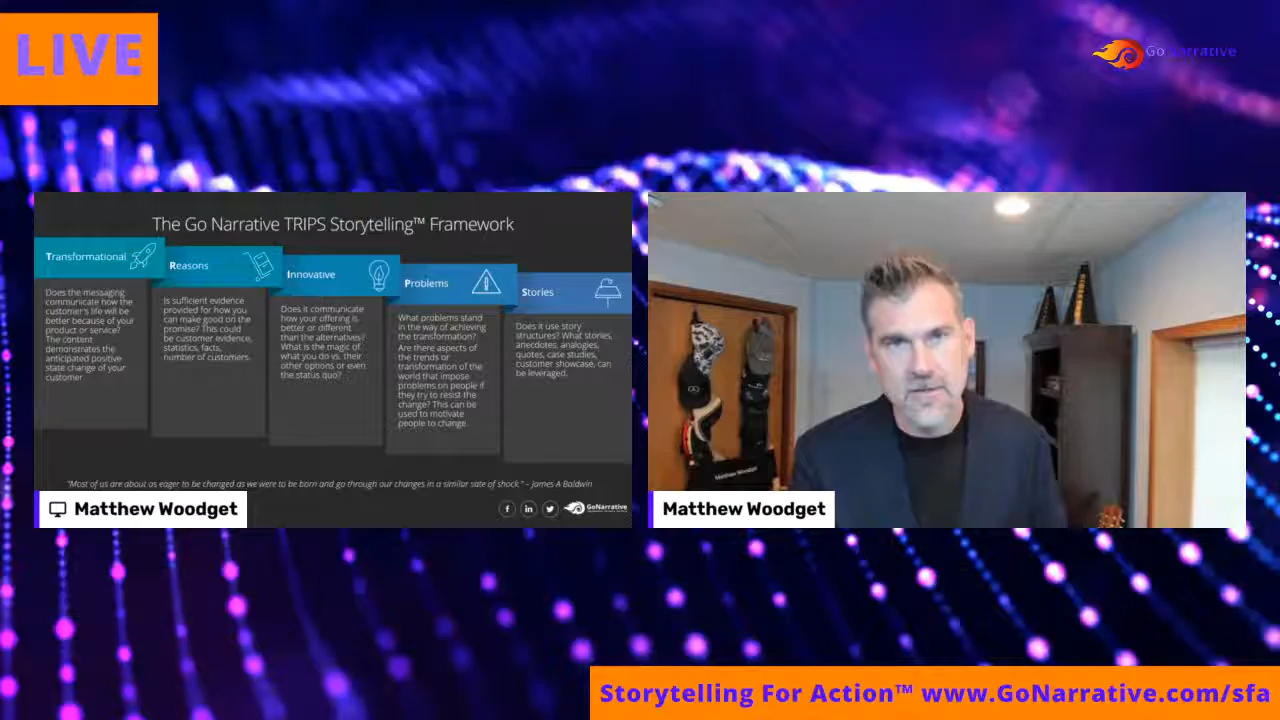 LIVE
Go Narrative
The Go Narrative TRIPS Storytelling™ Framework
Transformational
Does the messaging
communicate how the
customer's life will be
better because of your
product or service?
The content
demonstrates the
anticipated positive
state change of your
customer
Reasons
Is sufficient evidence
provided for how you
can make good on the
promise? This could
be customer evidence,
statistics, facts,
number of customers.
Innovative
Does it communicate
how your offering is
better or different
than the alternatives?
What is the magic of
what you do vs. their
other options or even
the status quo?
Problems
What problems stand
in the way of achieving
the transformation?
Are there aspects of
the trends or
transformation of the
world that impose
problems on people if
they try to resist the
change? This can be
used to motivate
people to change.
Stories
Does it use story
structures? What stories,
anecdotes, analogies,
quotes, case studies,
customer showcase, can
be leveraged.
"Most of us are about as eager to be changed as we were to be born and go through our changes in a similar sate of shock." – James A Baldwin
GoNarrative
Matthew Woodget
Matthew Woodget
Matthew Woodget
Storytelling For Action™ www.GoNarrative.com/sfa